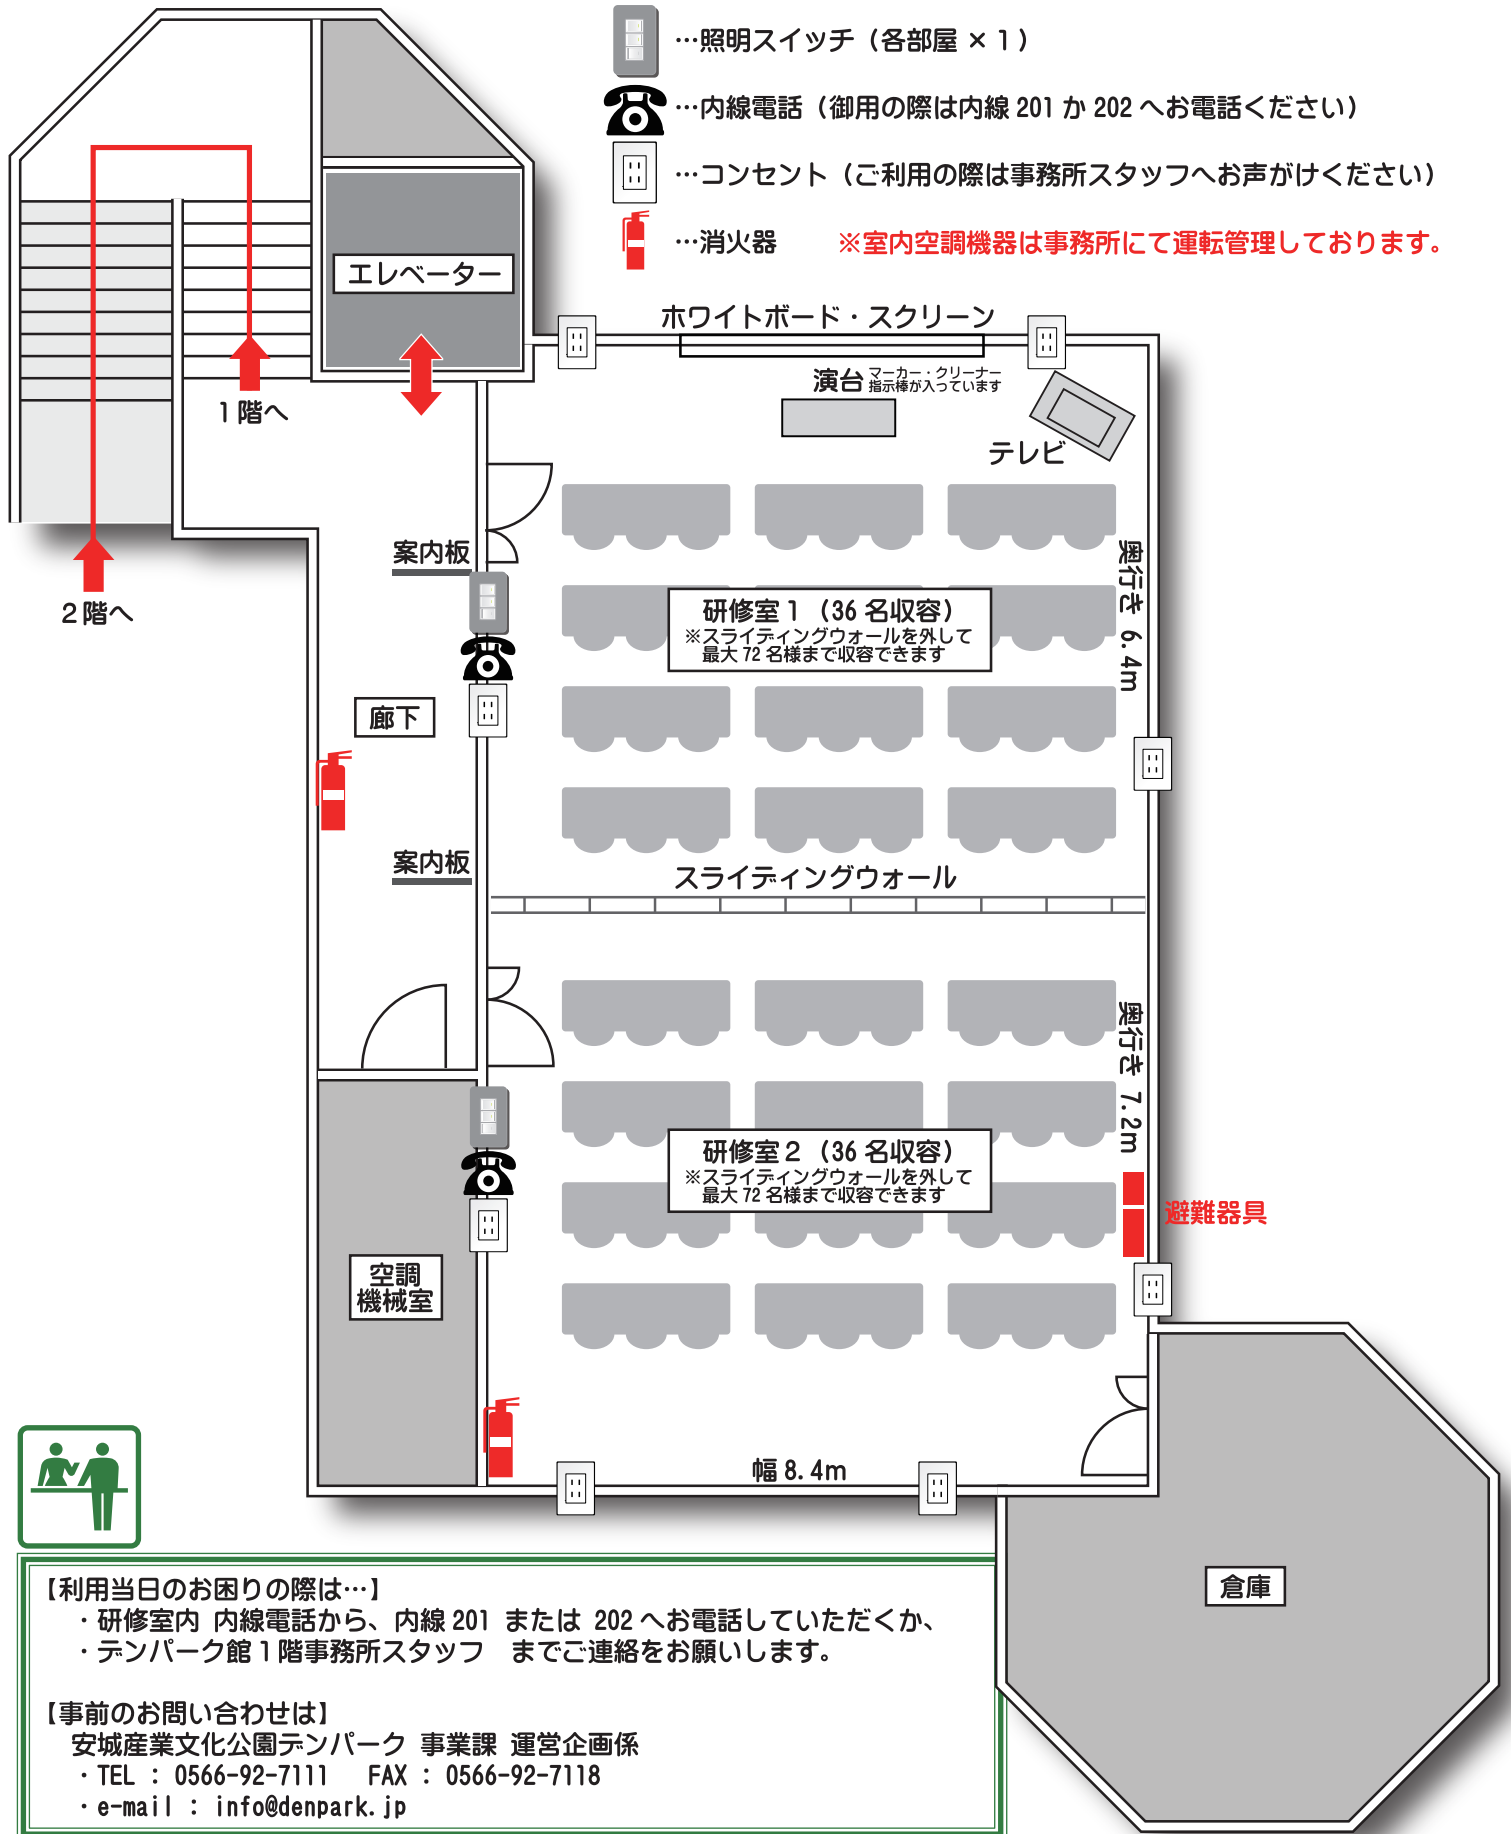 …照明スイッチ（各部屋 × 1）
…内線電話（御用の際は内線 201 か 202 へお電話ください）
…コンセント（ご利用の際は事務所スタッフへお声がけください）
…消火器　※室内空調機器は事務所にて運転管理しております。
エレベーター
ホワイトボード・スクリーン
演台 マーカー・クリーナー
指示棒が入っています
テレビ
1 階へ
2 階へ
案内板
奥行き 6.4m
研修室 1（36 名収容）
※スライディングウォールを外して
最大 72 名様まで収容できます
廊下
案内板
スライディングウォール
奥行き 7.2m
研修室 2（36 名収容）
※スライディングウォールを外して
最大 72 名様まで収容できます
避難器具
空調
機械室
幅 8.4m
倉庫
【利用当日のお困りの際は…】
・研修室内 内線電話から、内線 201 または 202 へお電話していただくか、
・デンパーク館 1 階事務所スタッフ　までご連絡をお願いします。
【事前のお問い合わせは】
安城産業文化公園デンパーク 事業課 運営企画係
・TEL : 0566-92-7111　FAX : 0566-92-7118
・e-mail : info@denpark.jp